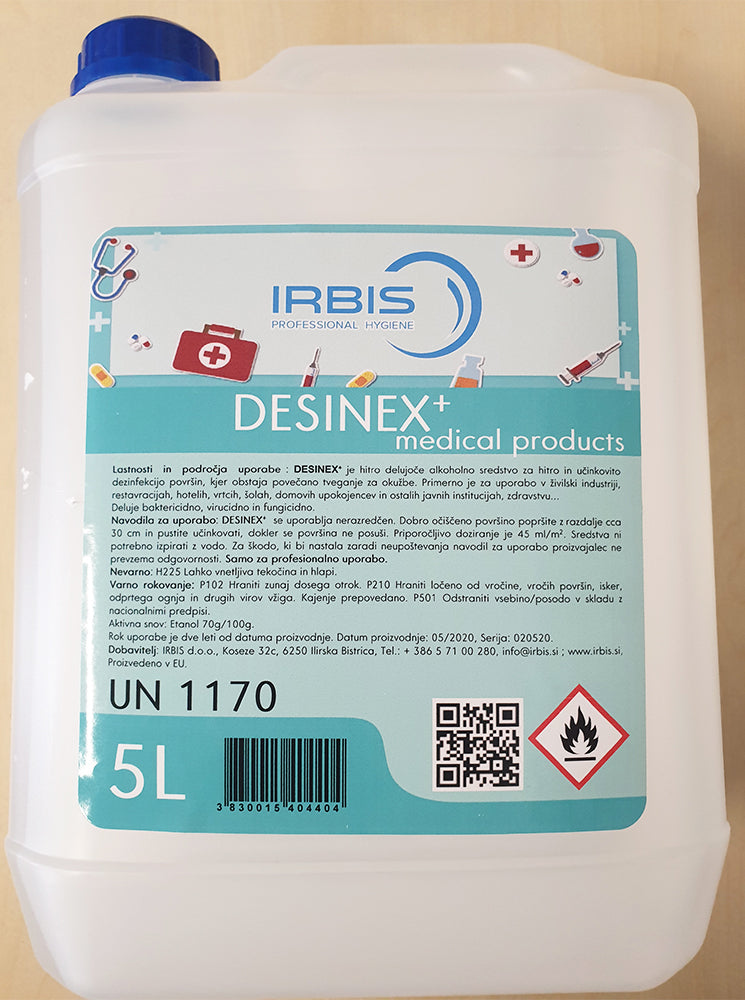 IRBIS
PROFESSIONAL HYGIENE
DESINEX+
medical products
Lastnosti in področja uporabe : DESINEX+ je hitro delujoče alkoholno sredstvo za hitro in učinkovito
dezinfekcijo površin, kjer obstaja povečano tveganje za okužbe. Primerno je za uporabo v živilski industriji,
restavracijah, hotelih, vrtcih, šolah, domovih upokojencev in ostalih javnih institucijah, zdravstvu...
Deluje baktericidno, virucidno in fungicidno.
Navodila za uporabo: DESINEX+ se uporablja nerazredčen. Dobro očiščeno površino popršite z razdalje cca
30 cm in pustite učinkovati, dokler se površina ne posuši. Priporočljivo doziranje je 45 ml/m². Sredstva ni
potrebno izpirati z vodo. Za škodo, ki bi nastala zaradi neupoštevanja navodil za uporabo proizvajalec ne
prevzema odgovornosti. Samo za profesionalno uporabo.
Nevarno: H225 Lahko vnetljiva tekočina in hlapi.
Varno rokovanje: P102 Hraniti zunaj dosega otrok. P210 Hraniti ločeno od vročine, vročih površin, isker,
odprtega ognja in drugih virov vžiga. Kajenje prepovedano. P501 Odstraniti vsebino/posodo v skladu z
nacionalnimi predpisi.
Aktivna snov: Etanol 70g/100g.
Rok uporabe je dve leti od datuma proizvodnje. Datum proizvodnje: 05/2020, Serija: 020520.
Dobavitelj: IRBIS d.o.o., Koseze 32c, 6250 Ilirska Bistrica, Tel.: + 386 5 71 00 280, info@irbis.si ; www.irbis.si,
Proizvedeno v EU.
UN 1170
5L
3 830015 404404